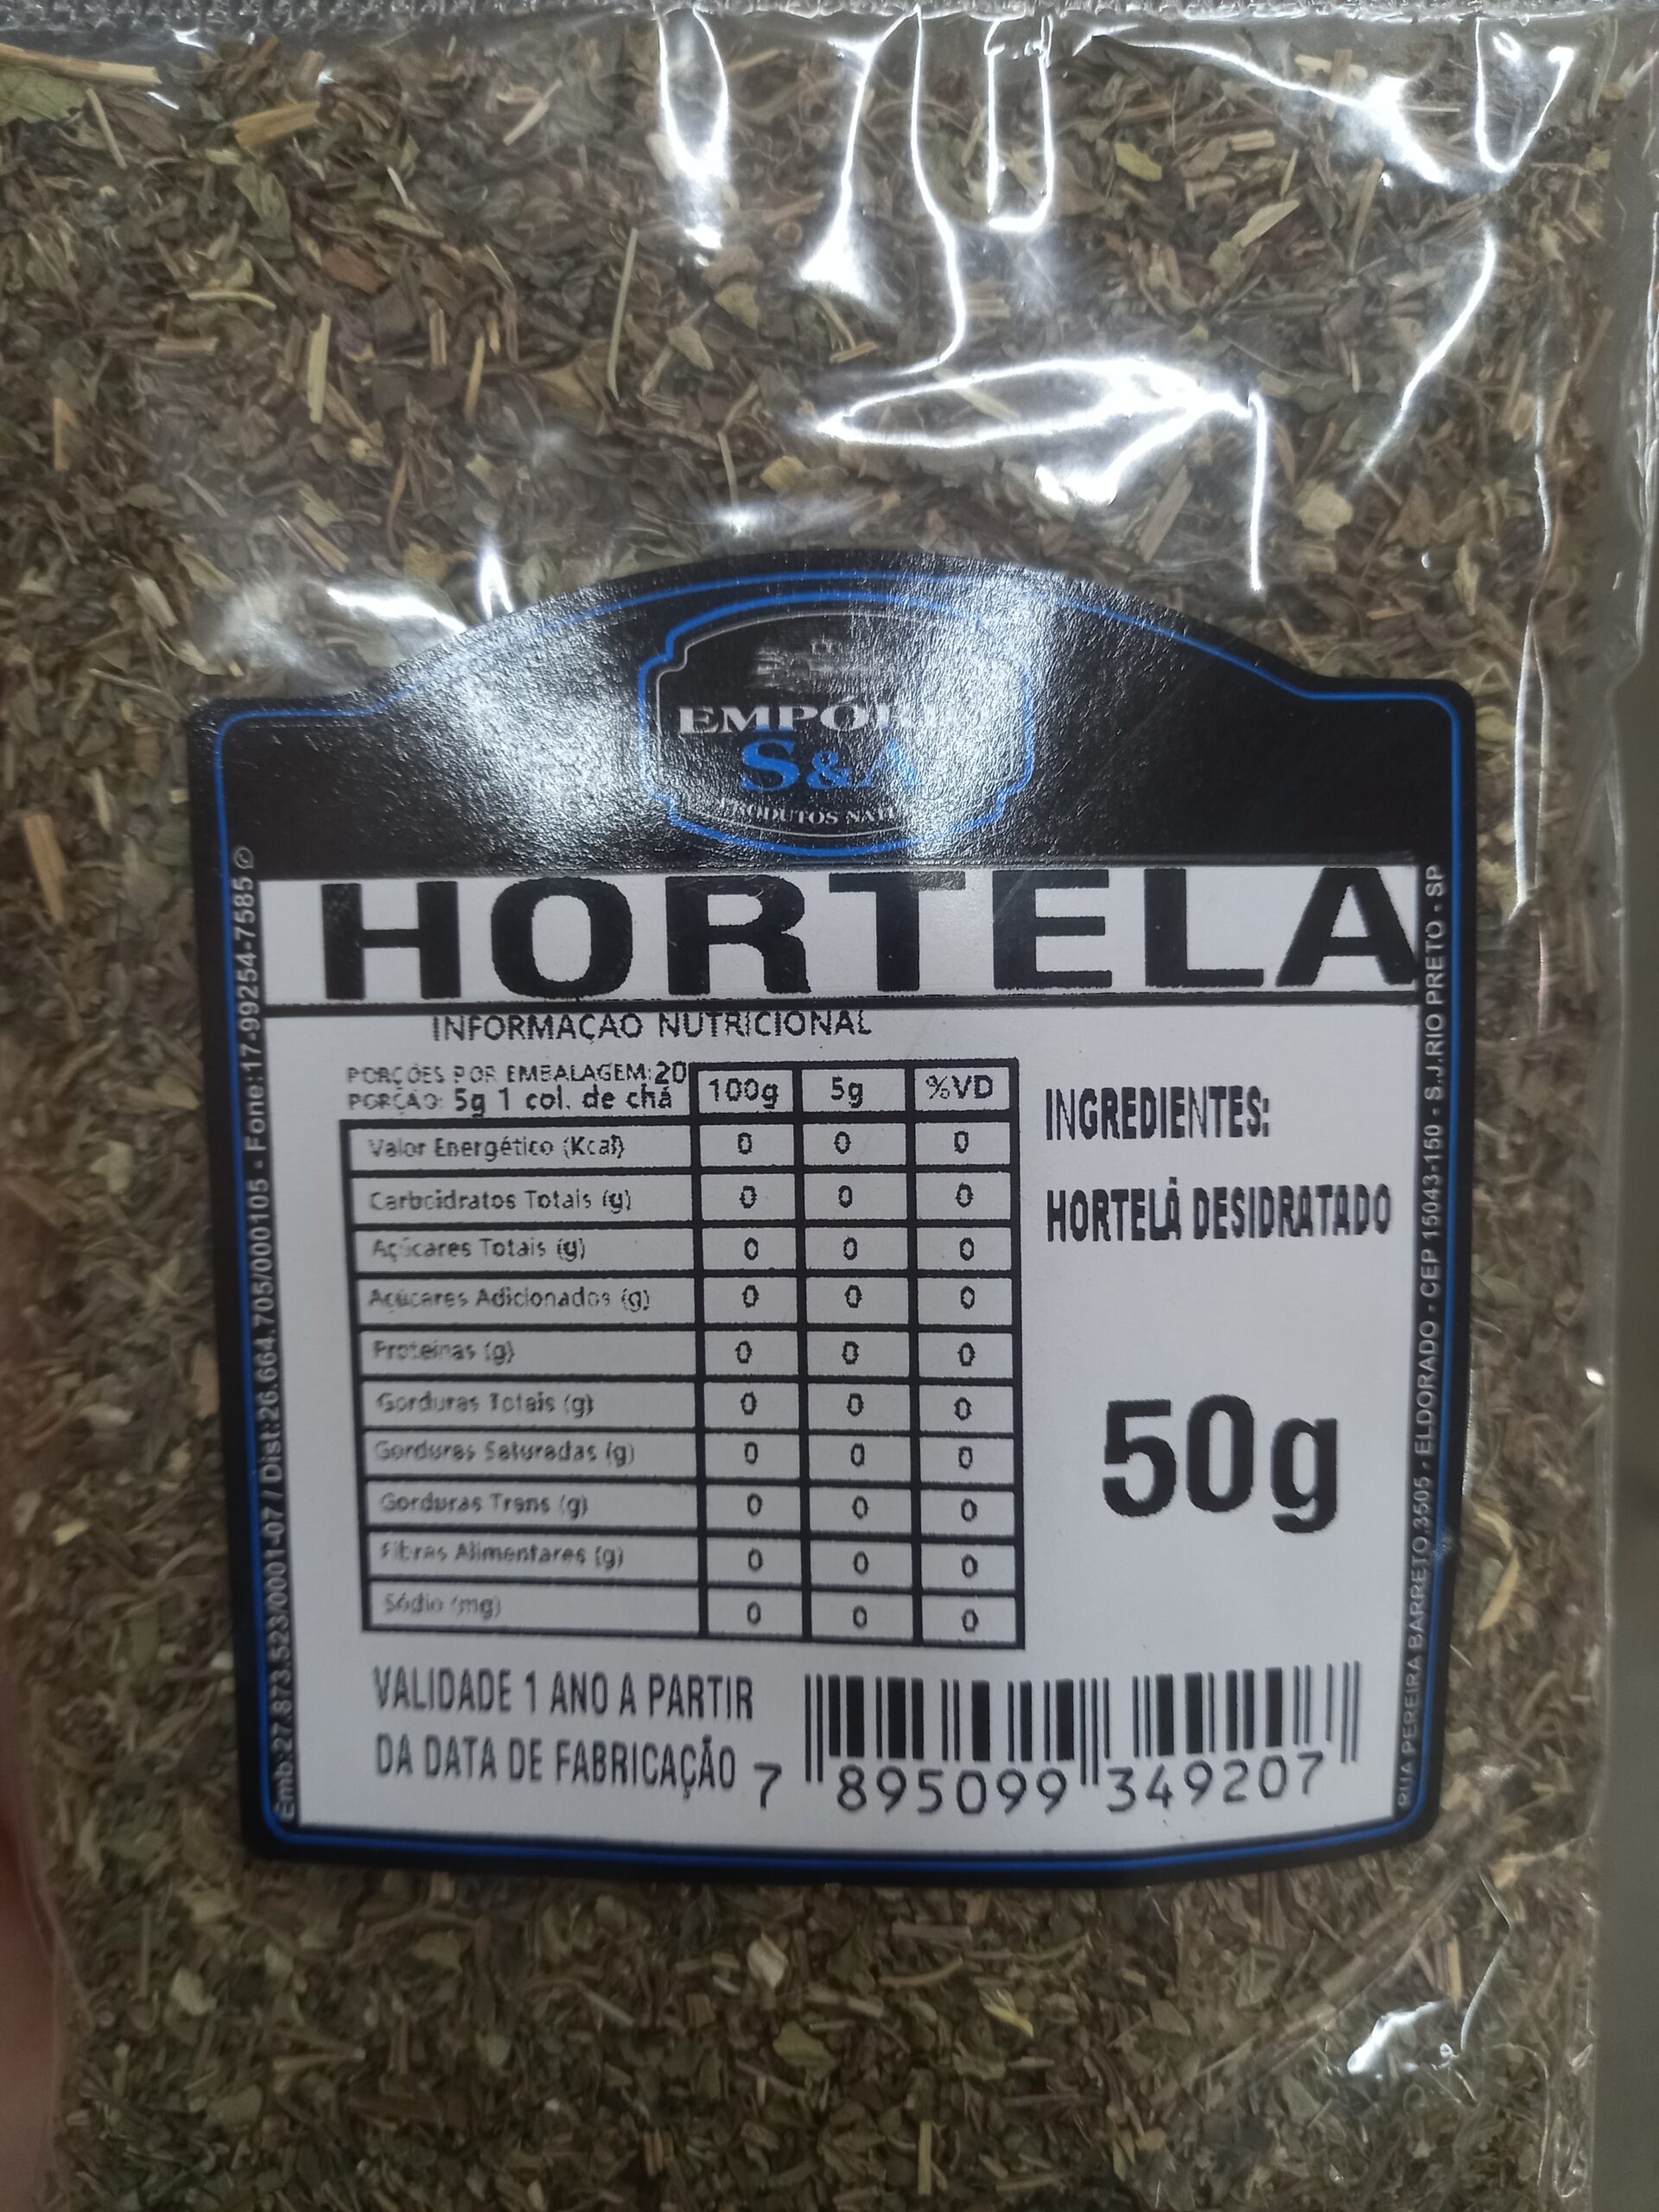 EMPÓRIO
S&A
PRODUTOS
HORTELA
INFORMAÇÃO NUTRICIONAL
PORÇÕES POR EMBALAGEM:20
PORÇÃO: 5g 1 col. de chá
100g 5g %VD
Valor Energético (Kcal) 0 0 0
Carboidratos Totais (g) 0 0 0
Açúcares Totais (g) 0 0 0
Açúcares Adicionados (g) 0 0 0
Proteínas (g) 0 0 0
Gorduras Totais (g) 0 0 0
Gorduras Saturadas (g) 0 0 0
Gorduras Trans (g) 0 0 0
Fibras Alimentares (g) 0 0 0
Sódio (mg) 0 0 0
INGREDIENTES:
HORTELÃ DESIDRATADO
50g
VALIDADE 1 ANO A PARTIR
DA DATA DE FABRICAÇÃO
7 895099 349207
Emb:27.873.523/0001-07 / Dist:26.664.705/000105 - Fone:17-99254-7585
RUA PEREIRA BARRETO,3505 - ELDORADO - CEP 15043-150 - S.J.RIO PRETO - SP